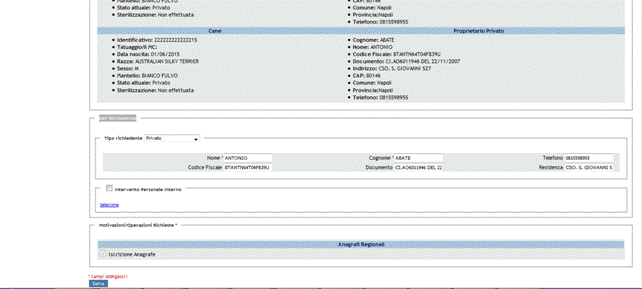 • Mantello: BIANCO FULVO • CAP: 80146
• Stato attuale: Privato • Comune: Napoli
• Sterilizzazione: Non effettuata • Provincia:Napoli
• Telefono: 0815598955
Cane Proprietario Privato
• Identificativo: 222222222222215 • Cognome: ABATE
• Tatuaggio/II MC: • Nome: ANTONIO
• Data nascita: 01/06/2015 • Codice Fiscale: BTANTN64T04F839U
• Razza: AUSTRALIAN SILKY TERRIER • Documento: CI.AO6011946 DEL 22/11/2007
• Sesso: M • Indirizzo: CSO. S. GIOVANNI 527
• Mantello: BIANCO FULVO • CAP: 80146
• Stato attuale: Privato • Comune: Napoli
• Sterilizzazione: Non effettuata • Provincia:Napoli
• Telefono: 0815598955
Dati Richiedente
Tipo richiedente Privato
Nome * ANTONIO Cognome * ABATE Telefono 0815598955
Codice Fiscale BTANTN64T04F839U Documento CI.AO6011946 DEL 22 Residenza CSO. S. GIOVANNI 5
Intervento Personale Interno
Seleziona
Motivazioni/Operazioni Richieste *
Anagrafi Regionali
Iscrizione Anagrafe
* Campi obbligatori
Salva